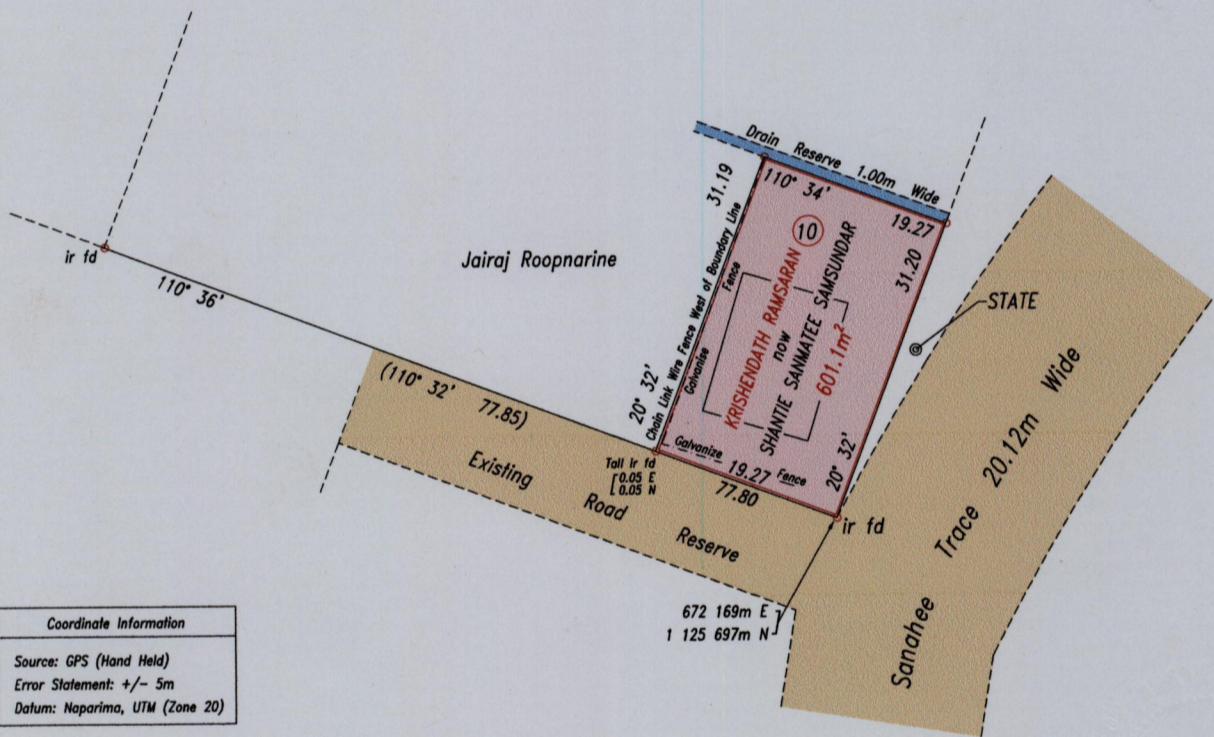 Drain Reserve 1.00m Wide
110° 34'
19.27
31.19
31.20
10
ir fd
Jairaj Roopnarine
KRISHENDATH RAMSARAN
now
SHANTIE SANMATEE SAMSUNDAR
601.1m²
STATE
110° 36'
Chain Link Wire Fence West of Boundary Line
Galvanise Fence
20° 32'
20° 32'
(110° 32' 77.85)
Galvanize Fence
19.27
77.80
Tall ir fd
0.05 E
0.05 N
Existing Road Reserve
ir fd
Sanahee Trace 20.12m Wide
672 169m E
1 125 697m N
Coordinate Information
Source: GPS (Hand Held)
Error Statement: +/- 5m
Datum: Naparima, UTM (Zone 20)